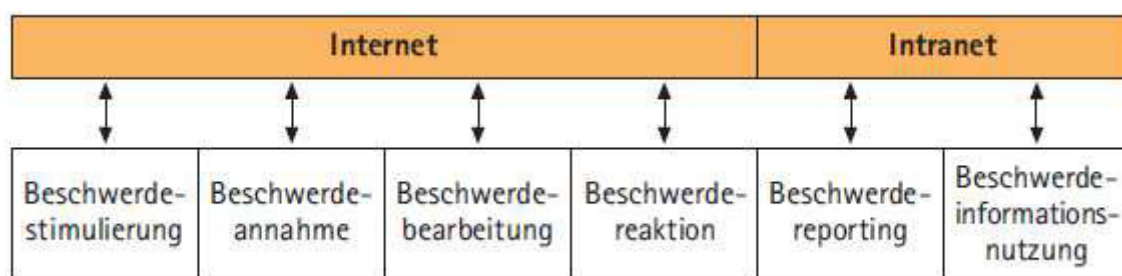 Internet
Intranet
Beschwerde-
stimulierung
Beschwerde-
annahme
Beschwerde-
bearbeitung
Beschwerde-
reaktion
Beschwerde-
reporting
Beschwerde-
informations-
nutzung